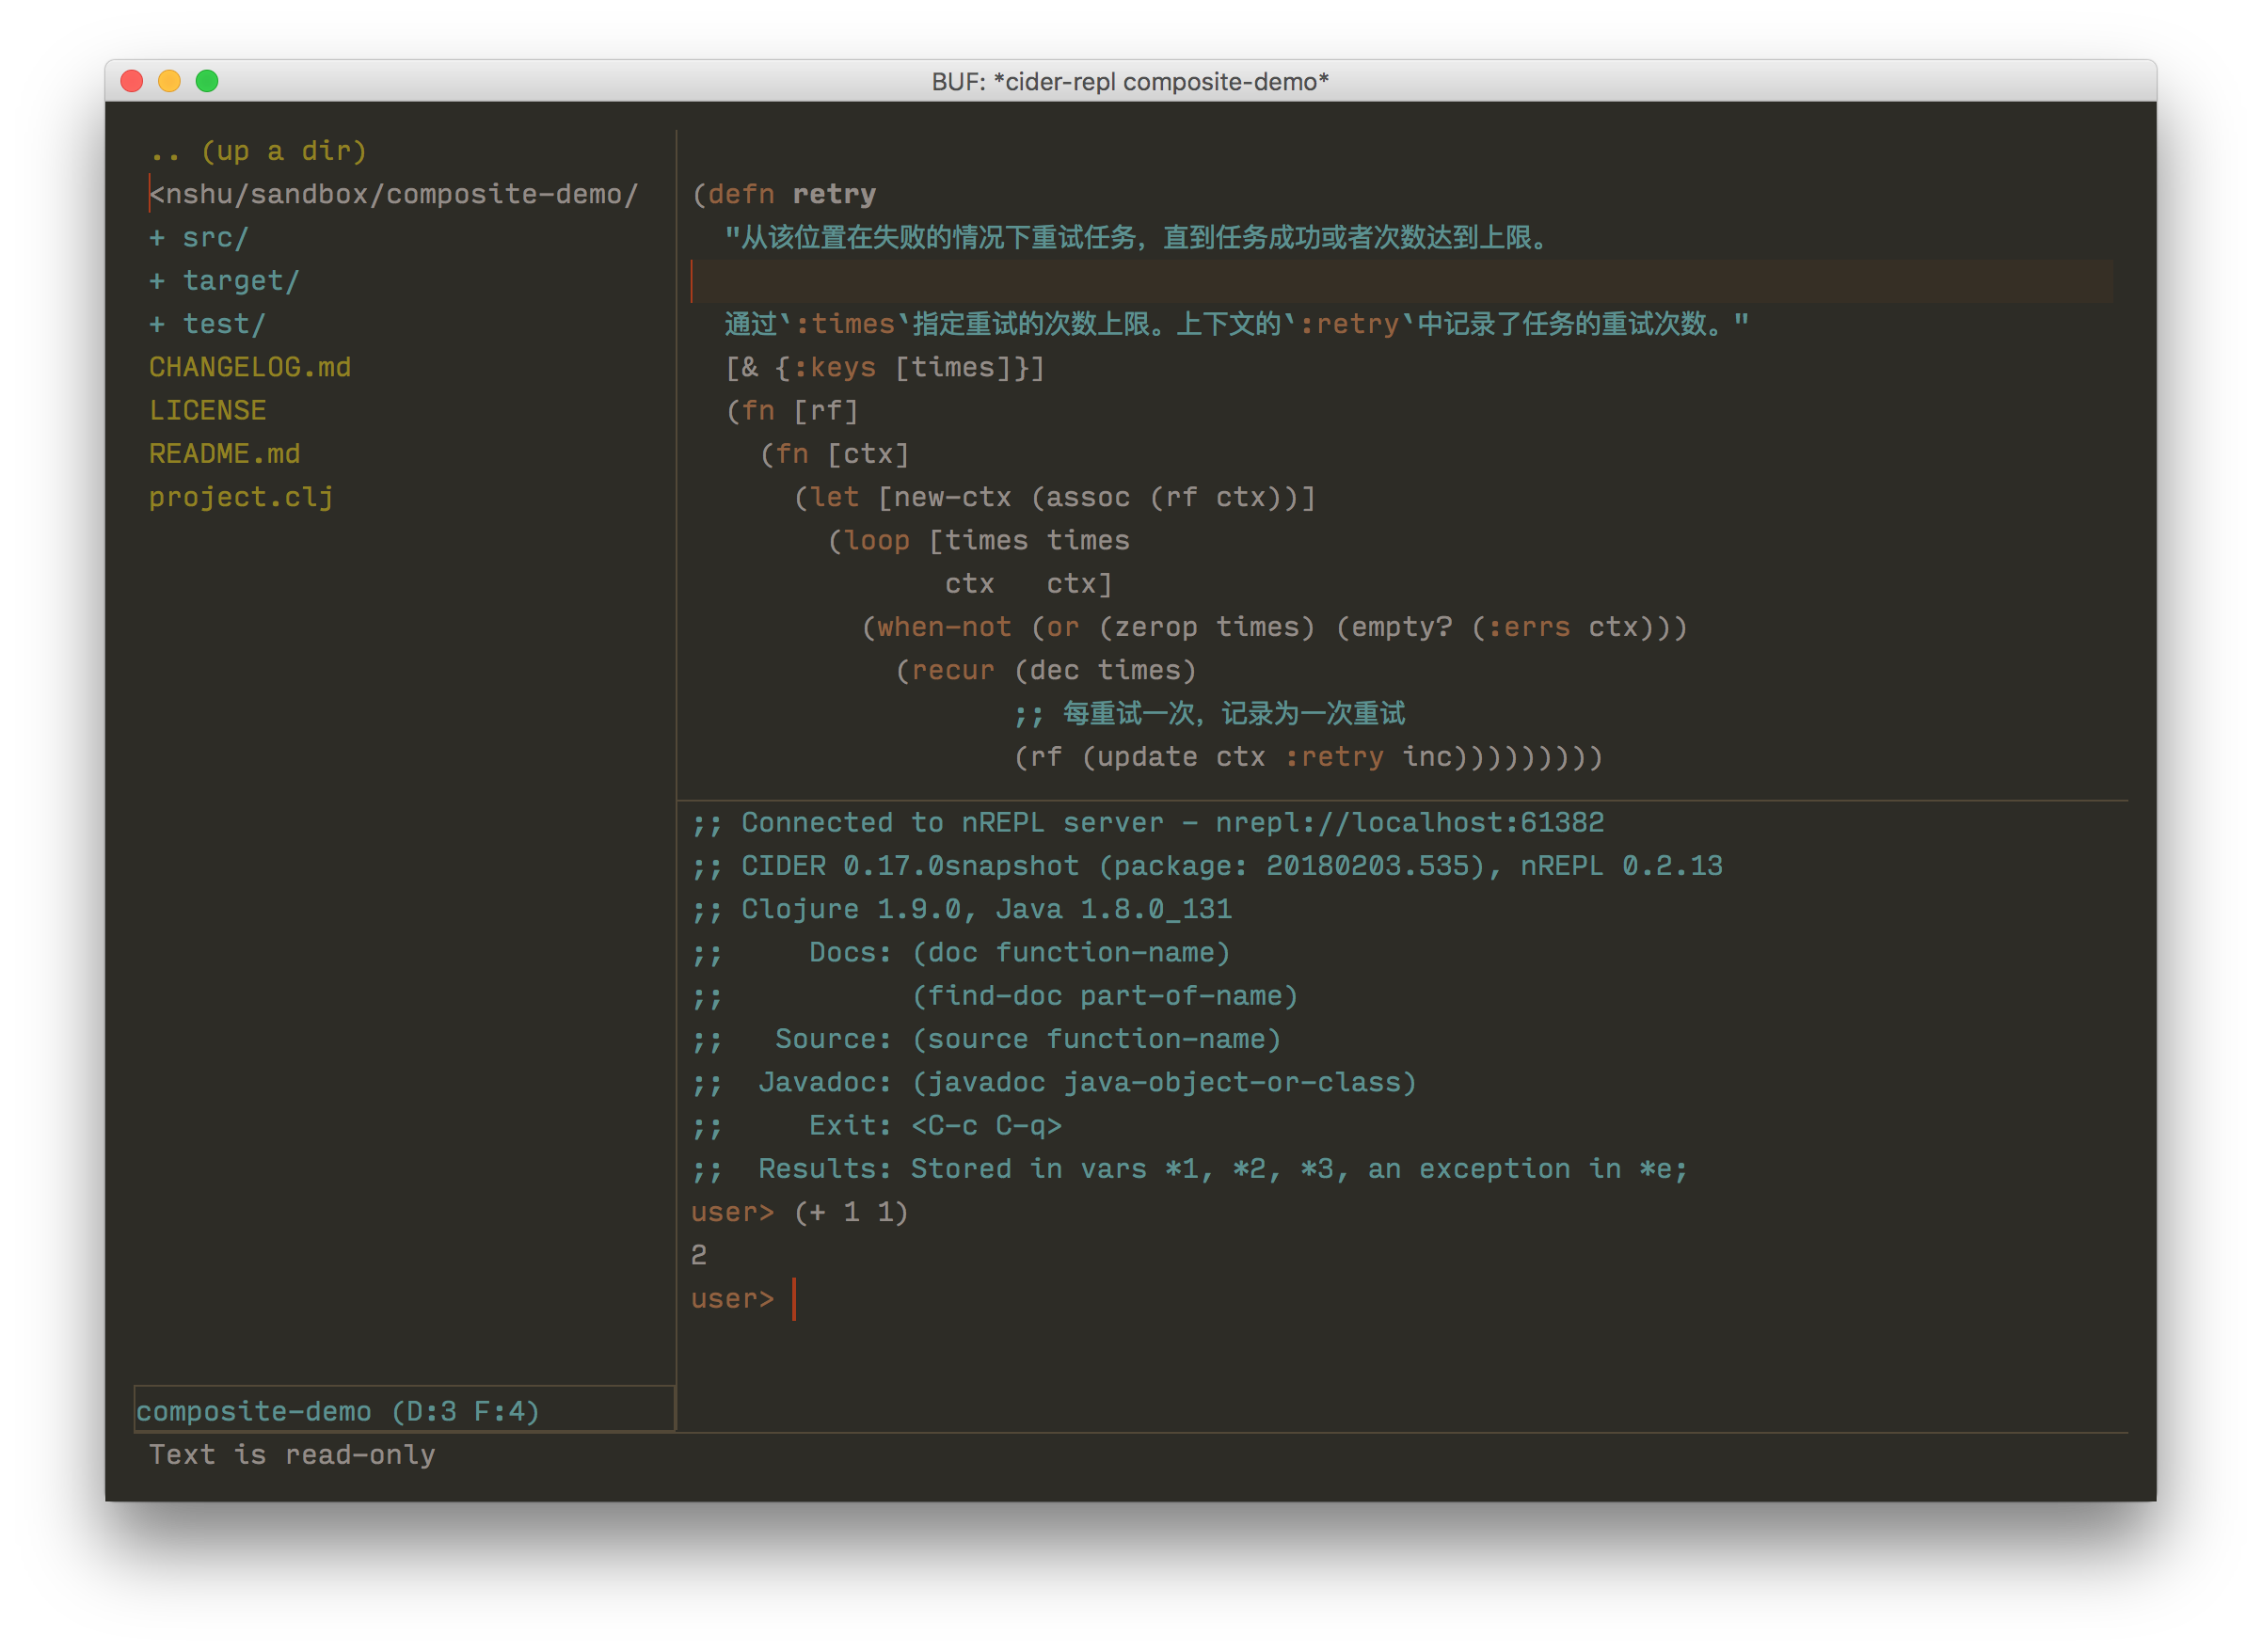 BUF: *cider-repl composite-demo*
.. (up a dir)
<nshu/sandbox/composite-demo/
+ src/
+ target/
+ test/
CHANGELOG.md
LICENSE
README.md
project.clj
composite-demo (D:3 F:4)
(defn retry
  "从该位置在失败的情况下重试任务，直到任务成功或者次数达到上限。
  通过`:times`指定重试的次数上限。上下文的`:retry`中记录了任务的重试次数。"
  [& {:keys [times]}]
  (fn [rf]
    (fn [ctx]
      (let [new-ctx (assoc (rf ctx))]
        (loop [times times
               ctx   ctx]
          (when-not (or (zerop times) (empty? (:errs ctx)))
            (recur (dec times)
                   ;; 每重试一次，记录为一次重试
                   (rf (update ctx :retry inc)))))))))
;; Connected to nREPL server - nrepl://localhost:61382
;; CIDER 0.17.0snapshot (package: 20180203.535), nREPL 0.2.13
;; Clojure 1.9.0, Java 1.8.0_131
;;     Docs: (doc function-name)
;;           (find-doc part-of-name)
;;   Source: (source function-name)
;;  Javadoc: (javadoc java-object-or-class)
;;     Exit: <C-c C-q>
;;  Results: Stored in vars *1, *2, *3, an exception in *e;
user> (+ 1 1)
2
user>
Text is read-only